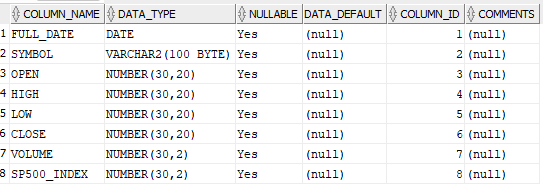 COLUMN_NAME DATA_TYPE NULLABLE DATA_DEFAULT COLUMN_ID COMMENTS
1 FULL_DATE DATE Yes (null) 1 (null)
2 SYMBOL VARCHAR2(100 BYTE) Yes (null) 2 (null)
3 OPEN NUMBER(30,20) Yes (null) 3 (null)
4 HIGH NUMBER(30,20) Yes (null) 4 (null)
5 LOW NUMBER(30,20) Yes (null) 5 (null)
6 CLOSE NUMBER(30,20) Yes (null) 6 (null)
7 VOLUME NUMBER(30,2) Yes (null) 7 (null)
8 SP500_INDEX NUMBER(30,2) Yes (null) 8 (null)